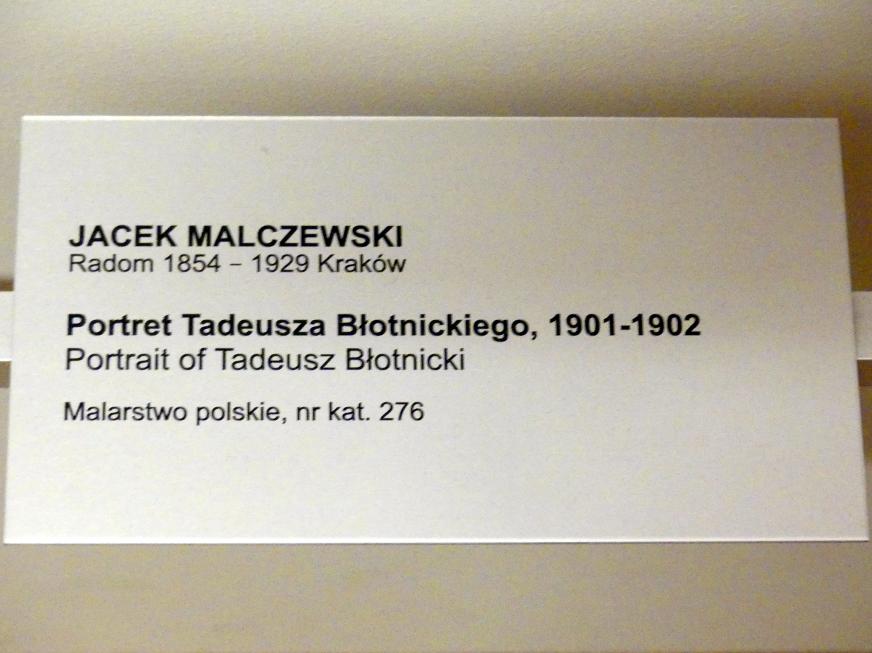 JACEK MALCZEWSKI
Radom 1854 – 1929 Kraków
Portret Tadeusza Błotnickiego, 1901-1902
Portrait of Tadeusz Błotnicki
Malarstwo polskie, nr kat. 276